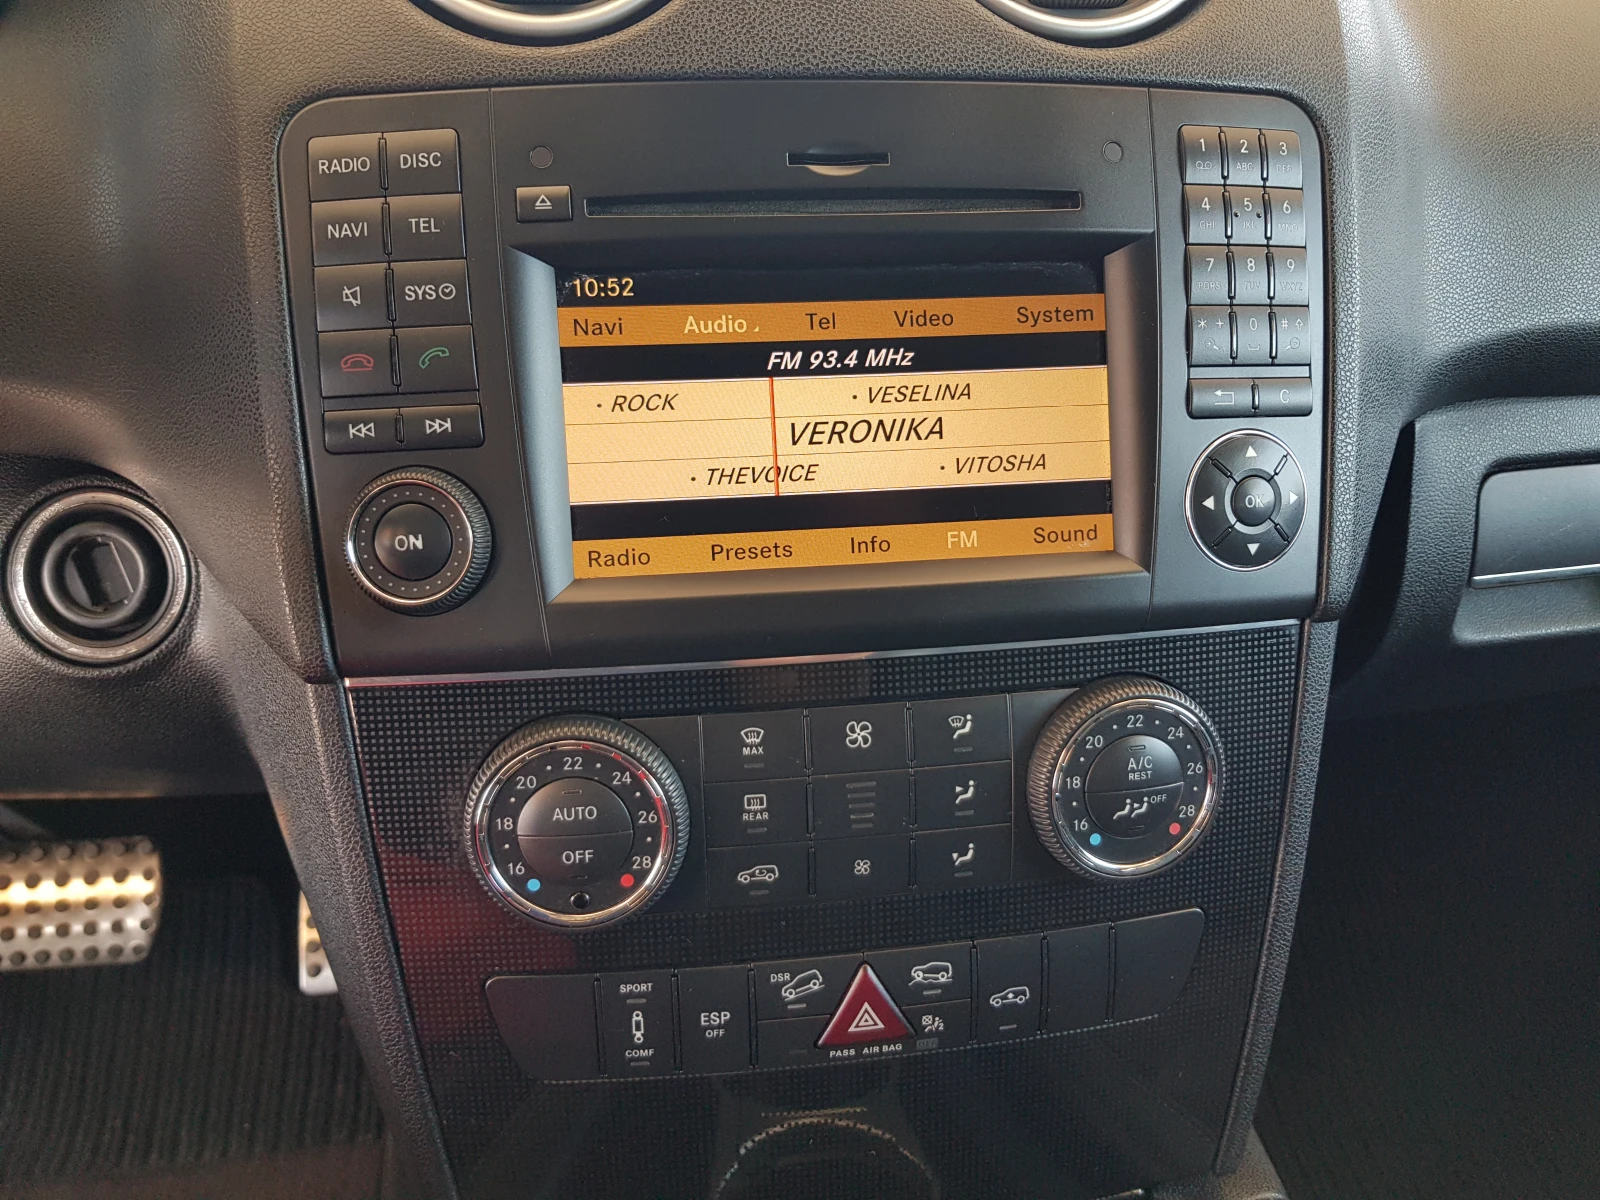 RADIO DISC
NAVI TEL
SYS
ON
10:52
Navi Audio Tel Video System
FM 93.4 MHz
ROCK VESELINA
VERONIKA
THEVOICE VITOSHA
Radio Presets Info FM Sound
1 2 3
ABC DEF
4 5 6
GHI JKL MNO
7 8 9
PQRS TUV WXYZ
* + 0 #
C
OK
16 18 20 22 24 26 28
AUTO
OFF
MAX
REAR
16 18 20 22 24 26 28
A/C
REST
OFF
SPORT
COMF
ESP
OFF
DSR
PASS AIR BAG
OFF